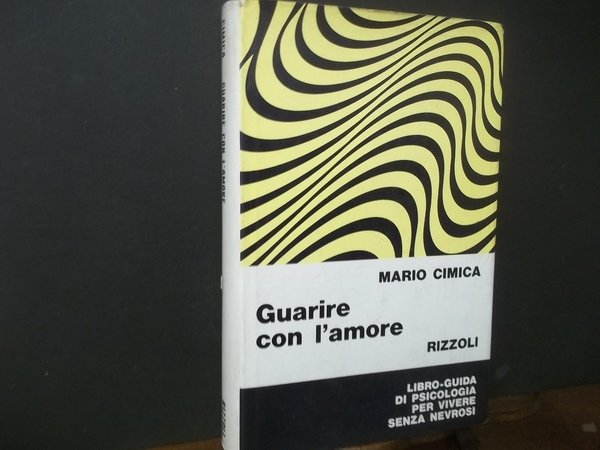 MARIO CIMICA
Guarire
con l'amore
RIZZOLI
LIBRO-GUIDA
DI PSICOLOGIA
PER VIVERE
SENZA NEVROSI